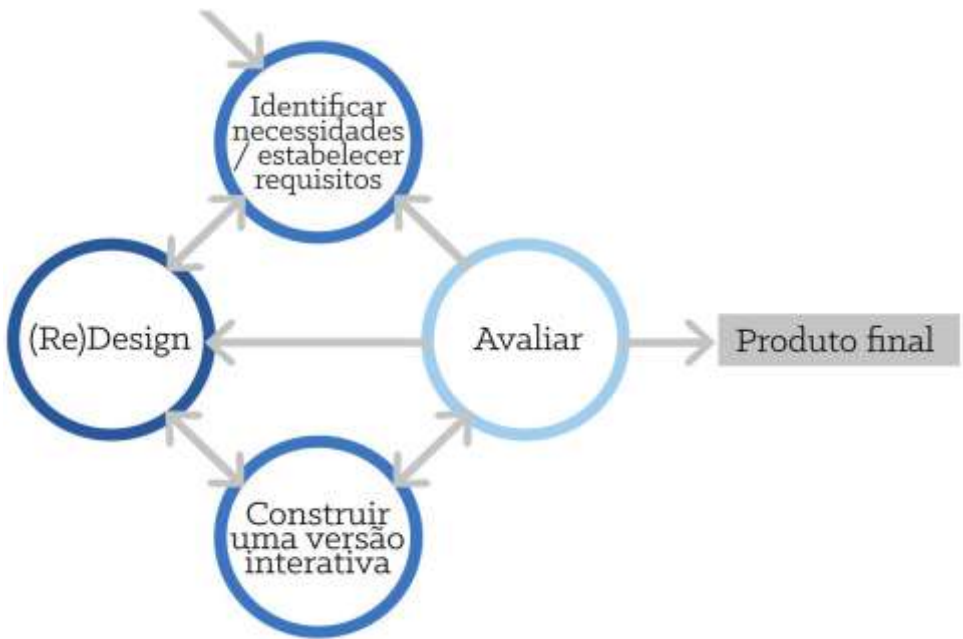 Identificar
necessidades
/ estabelecer
requisitos
(Re)Design
Avaliar
Produto final
Construir
uma versão
interativa